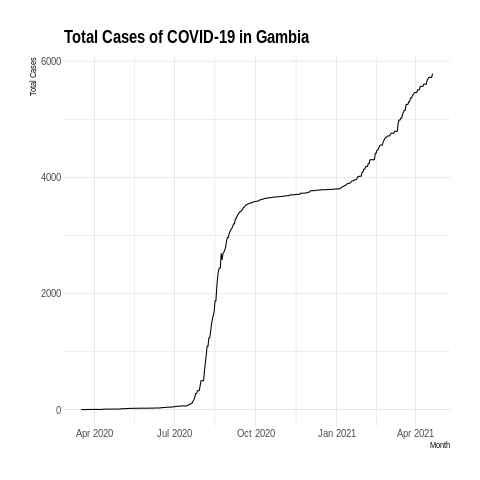 Total Cases of COVID-19 in Gambia
Total Cases
6000
4000
2000
0
Apr 2020 Jul 2020 Oct 2020 Jan 2021 Apr 2021
Month